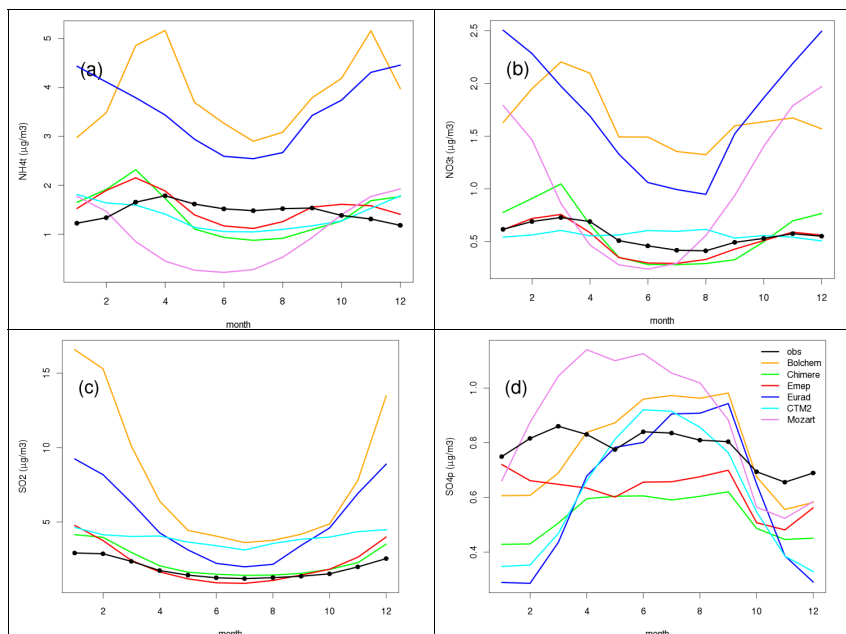 (a)
NH4t (µg/m3)
5
4
3
2
1
2 4 6 8 10 12
month
(b)
NO3t (µg/m3)
2.5
2.0
1.5
1.0
0.5
2 4 6 8 10 12
month
(c)
SO2 (µg/m3)
15
10
5
2 4 6 8 10 12
month
(d)
SO4p (µg/m3)
1.0
0.8
0.6
0.4
2 4 6 8 10 12
month
obs
Bolchem
Chimere
Emep
Eurad
CTM2
Mozart